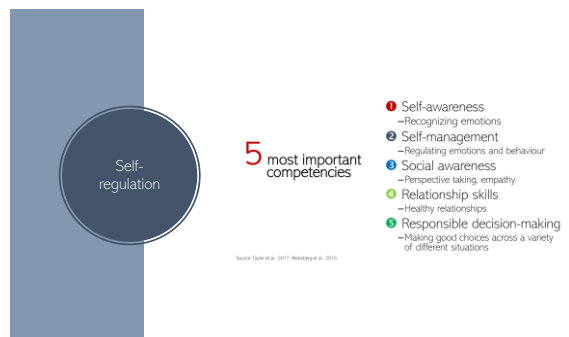 Self-
regulation
5 most important
competencies
1 Self-awareness
–Recognizing emotions
2 Self-management
–Regulating emotions and behaviour
3 Social awareness
–Perspective taking, empathy
4 Relationship skills
–Healthy relationships
5 Responsible decision-making
–Making good choices across a variety
of different situations
Source: Taylor et al., 2017; Weissberg et al., 2015